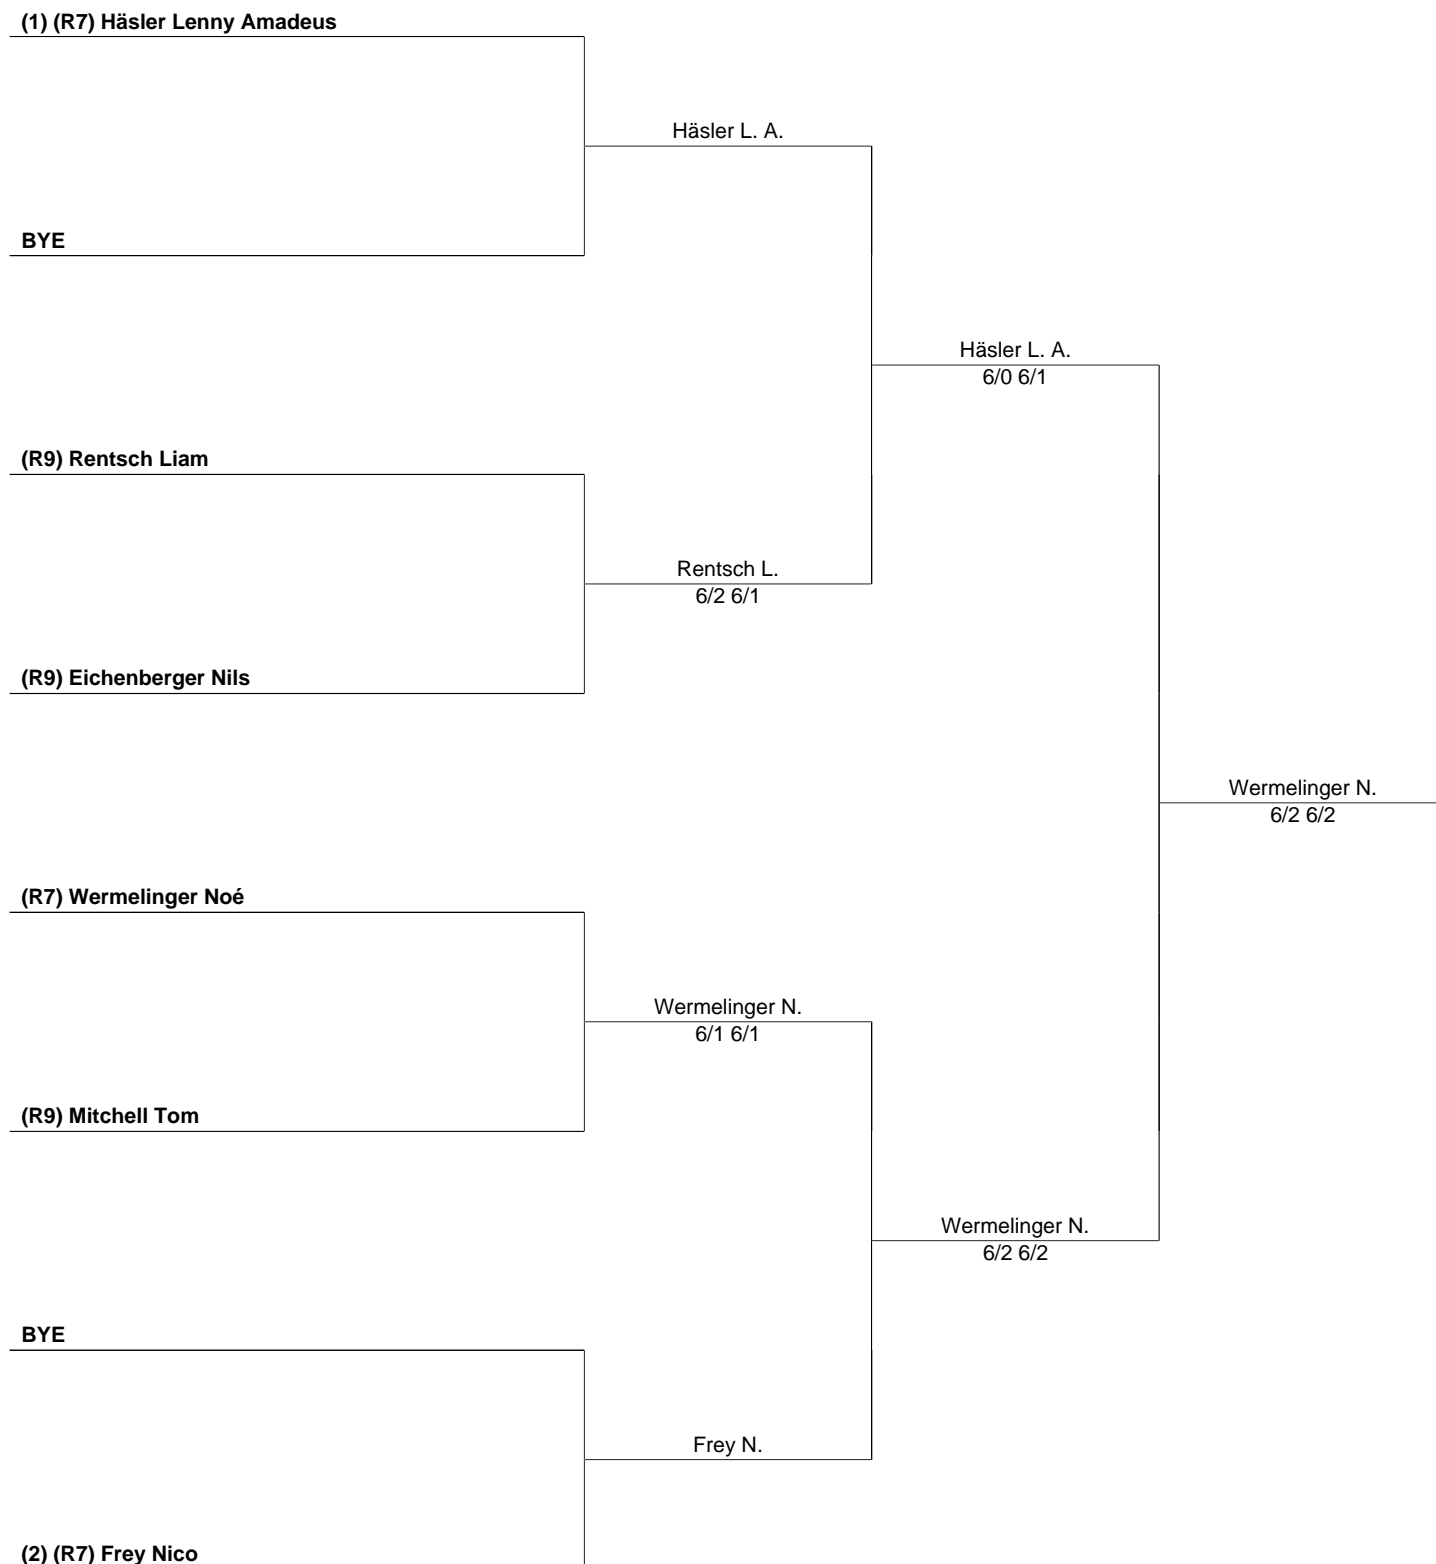 (1) (R7) Häsler Lenny Amadeus
Häsler L. A.
BYE
Häsler L. A.
6/0 6/1
(R9) Rentsch Liam
Rentsch L.
6/2 6/1
(R9) Eichenberger Nils
Wermelinger N.
6/2 6/2
(R7) Wermelinger Noé
Wermelinger N.
6/1 6/1
(R9) Mitchell Tom
Wermelinger N.
6/2 6/2
BYE
Frey N.
(2) (R7) Frey Nico